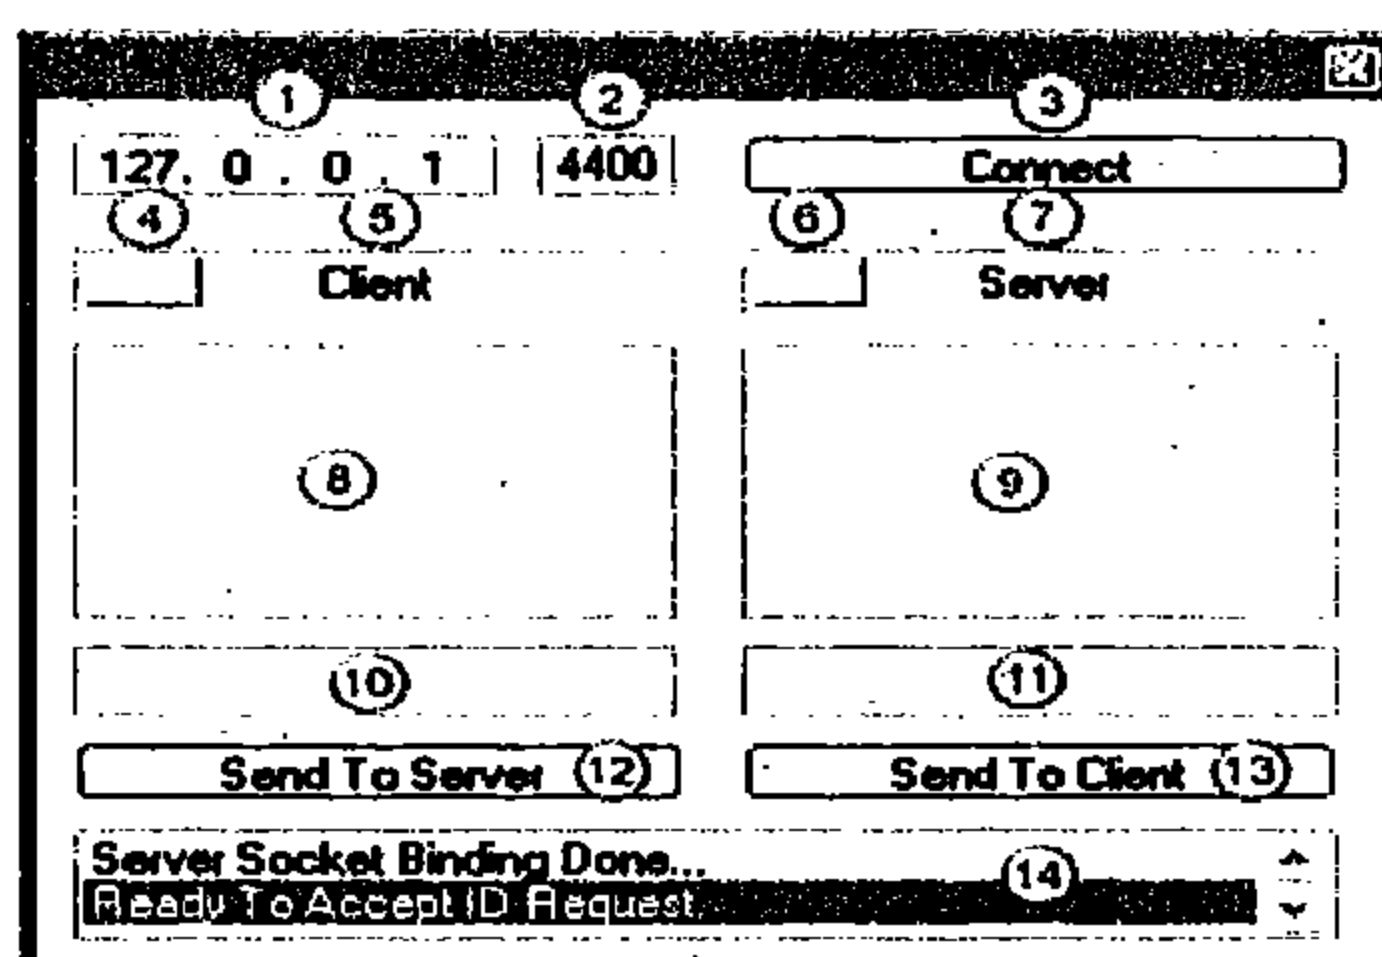 1 2 3
127. 0 . 0 . 1 4400 Connect
4 5 6 7
Client Server
8 9
10 11
Send To Server 12 Send To Client 13
Server Socket Binding Done... 14
Ready To Accept ID Request